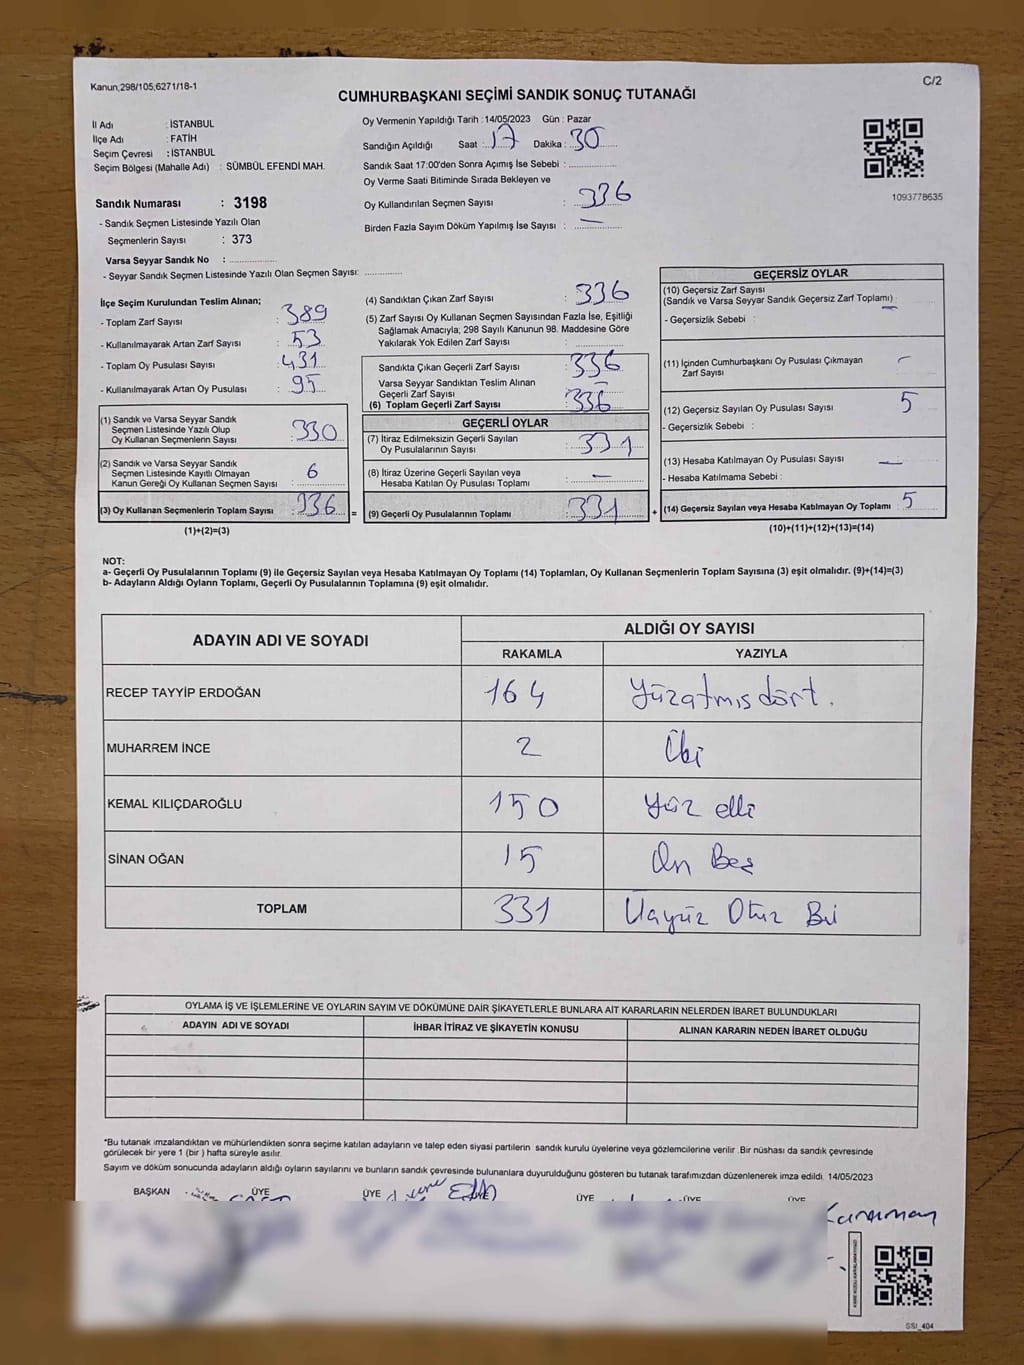 Kanun;298/105;6271/18-1
C/2
CUMHURBAŞKANI SEÇİMİ SANDIK SONUÇ TUTANAĞI
İl Adı : İSTANBUL
İlçe Adı : FATİH
Seçim Çevresi : İSTANBUL
Seçim Bölgesi (Mahalle Adı) : SÜMBÜL EFENDİ MAH.
Sandık Numarası : 3198
- Sandık Seçmen Listesinde Yazılı Olan
Seçmenlerin Sayısı : 373
Varsa Seyyar Sandık No :
- Seyyar Sandık Seçmen Listesinde Yazılı Olan Seçmen Sayısı:
Oy Vermenin Yapıldığı Tarih :14/05/2023 Gün : Pazar
Sandığın Açıldığı Saat : 17 Dakika : 30
Sandık Saat 17:00'den Sonra Açımış İse Sebebi :
Oy Verme Saati Bitiminde Sırada Bekleyen ve
Oy Kullandırılan Seçmen Sayısı : 336
Birden Fazla Sayım Döküm Yapılmış İse Sayısı : —
1093778635
İlçe Seçim Kurulundan Teslim Alınan;
- Toplam Zarf Sayısı : 389
- Kullanılmayarak Artan Zarf Sayısı : 53
- Toplam Oy Pusulası Sayısı : 431
- Kullanılmayarak Artan Oy Pusulası : 95
(1) Sandık ve Varsa Seyyar Sandık
Seçmen Listesinde Yazılı Olup
Oy Kullanan Seçmenlerin Sayısı : 330
(2) Sandık ve Varsa Seyyar Sandık
Seçmen Listesinde Kayıtlı Olmayan
Kanun Gereği Oy Kullanan Seçmen Sayısı : 6
(3) Oy Kullanan Seçmenlerin Toplam Sayısı : 336 =
(1)+(2)=(3)
(4) Sandıktan Çıkan Zarf Sayısı : 336
(5) Zarf Sayısı Oy Kullanan Seçmen Sayısından Fazla İse, Eşitliği
Sağlamak Amacıyla; 298 Sayılı Kanunun 98. Maddesine Göre
Yakılarak Yok Edilen Zarf Sayısı :
Sandıkta Çıkan Geçerli Zarf Sayısı : 336
Varsa Seyyar Sandıktan Teslim Alınan
Geçerli Zarf Sayısı : —
(6) Toplam Geçerli Zarf Sayısı : 336
GEÇERLİ OYLAR
(7) İtiraz Edilmeksizin Geçerli Sayılan
Oy Pusulalarının Sayısı : 331
(8) İtiraz Üzerine Geçerli Sayılan veya
Hesaba Katılan Oy Pusulası Toplamı : —
(9) Geçerli Oy Pusulalarının Toplamı : 331 +
GEÇERSİZ OYLAR
(10) Geçersiz Zarf Sayısı
(Sandık ve Varsa Seyyar Sandık Geçersiz Zarf Toplamı) : —
- Geçersizlik Sebebi :
(11) İçinden Cumhurbaşkanı Oy Pusulası Çıkmayan
Zarf Sayısı —
(12) Geçersiz Sayılan Oy Pusulası Sayısı 5
- Geçersizlik Sebebi :
(13) Hesaba Katılmayan Oy Pusulası Sayısı —
- Hesaba Katılmama Sebebi :
(14) Geçersiz Sayılan veya Hesaba Katılmayan Oy Toplamı : 5
(10)+(11)+(12)+(13)=(14)
NOT:
a- Geçerli Oy Pusulalarının Toplamı (9) ile Geçersiz Sayılan veya Hesaba Katılmayan Oy Toplamı (14) Toplamları, Oy Kullanan Seçmenlerin Toplam Sayısına (3) eşit olmalıdır. (9)+(14)=(3)
b- Adayların Aldığı Oyların Toplamı, Geçerli Oy Pusulalarının Toplamına (9) eşit olmalıdır.
ADAYIN ADI VE SOYADI ALDIĞI OY SAYISI
RAKAMLA YAZIYLA
RECEP TAYYİP ERDOĞAN 164 Yüzatmış dört.
MUHARREM İNCE 2 İki
KEMAL KILIÇDAROĞLU 150 Yüz elli
SİNAN OĞAN 15 On Beş
TOPLAM 331 Üçyüz Otuz Bir
OYLAMA İŞ VE İŞLEMLERİNE VE OYLARIN SAYIM VE DÖKÜMÜNE DAİR ŞİKAYETLERLE BUNLARA AİT KARARLARIN NELERDEN İBARET BULUNDUKLARI
ADAYIN ADI VE SOYADI İHBAR İTİRAZ VE ŞİKAYETİN KONUSU ALINAN KARARIN NEDEN İBARET OLDUĞU
*Bu tutanak imzalandıktan ve mühürlendikten sonra seçime katılan adayların ve talep eden siyasi partilerin sandık kurulu üyelerine veya gözlemcilerine verilir. Bir nüshası da sandık çevresinde
görülecek bir yere 1 (bir ) hafta süreyle asılır.
Sayım ve döküm sonucunda adayların aldığı oyların sayılarını ve bunların sandık çevresinde bulunanlara duyurulduğunu gösteren bu tutanak tarafımızdan düzenlenerek imza edildi. 14/05/2023
BAŞKAN ÜYE ÜYE ÜYE ÜYE ÜYE
SSİ_404